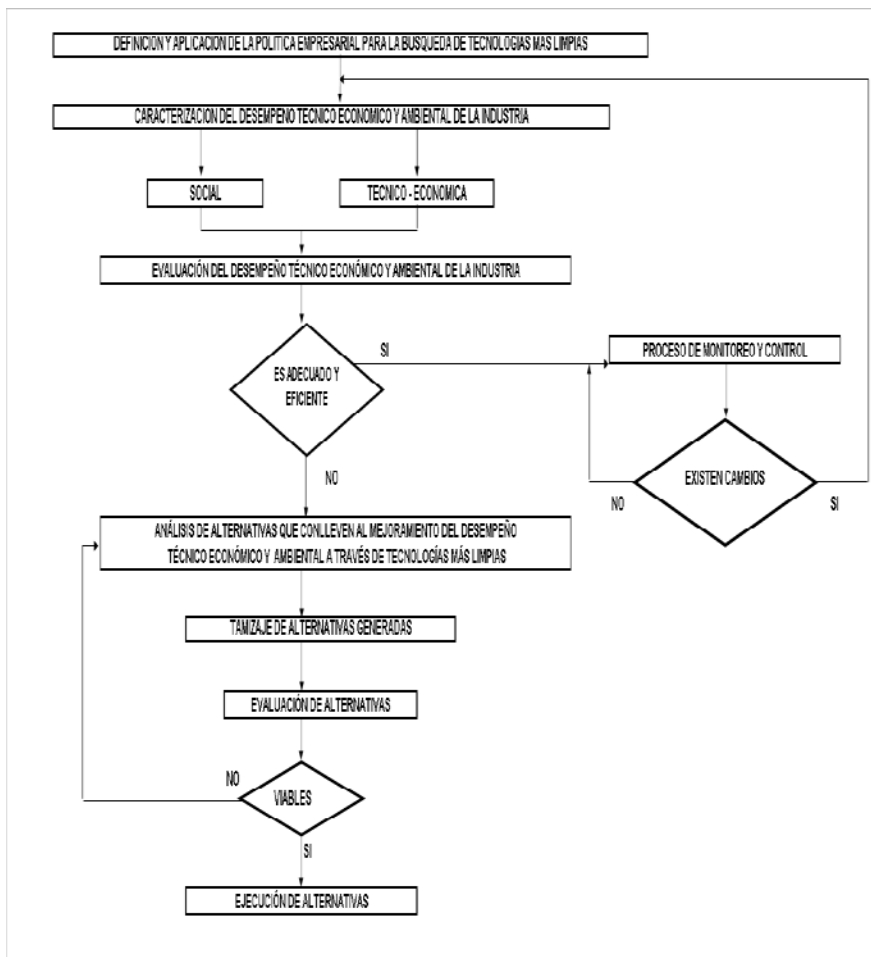 DEFINICION Y APLICACION DE LA POLITICA EMPRESARIAL PARA LA BUSQUEDA DE TECNOLOGIAS MAS LIMPIAS
CARACTERIZACION DEL DESEMPEÑO TECNICO ECONOMICO Y AMBIENTAL DE LA INDUSTRIA
SOCIAL
TECNICO - ECONOMICA
EVALUACIÓN DEL DESEMPEÑO TÉCNICO ECONÓMICO Y AMBIENTAL DE LA INDUSTRIA
SI
PROCESO DE MONITOREO Y CONTROL
ES ADECUADO Y
EFICIENTE
EXISTEN CAMBIOS
NO
NO
SI
ANÁLISIS DE ALTERNATIVAS QUE CONLLEVEN AL MEJORAMIENTO DEL DESEMPEÑO
TÉCNICO ECONÓMICO Y AMBIENTAL A TRAVÉS DE TECNOLOGÍAS MÁS LIMPIAS
TAMIZAJE DE ALTERNATIVAS GENERADAS
EVALUACIÓN DE ALTERNATIVAS
NO
VIABLES
SI
EJECUCIÓN DE ALTERNATIVAS